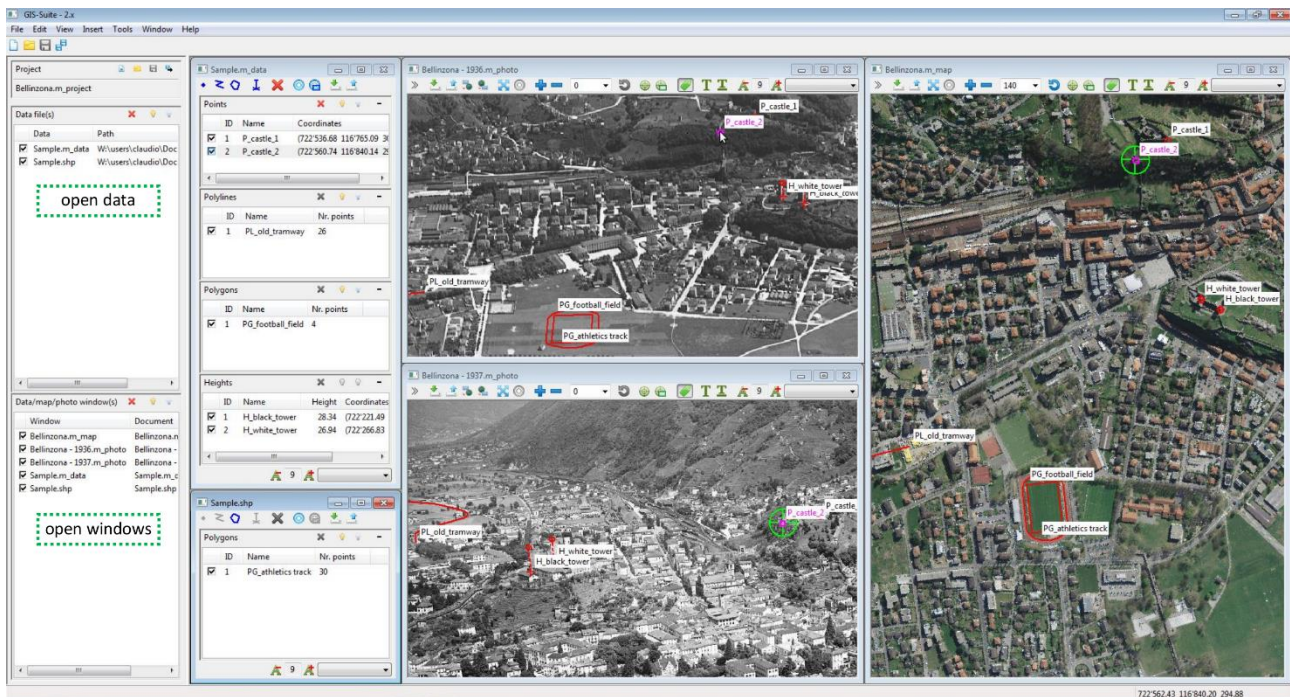 GIS-Suite - 2.x
File Edit View Insert Tools Window Help
Project
Bellinzona.m_project
Data file(s)
Data Path
Sample.m_data W:\users\claudio\Doc
Sample.shp W:\users\claudio\Doc
open data
Data/map/photo window(s)
Window Document
Bellinzona.m_map Bellinzona.n
Bellinzona - 1936.m_photo Bellinzona -
Bellinzona - 1937.m_photo Bellinzona -
Sample.m_data Sample.m_d
Sample.shp Sample.shp
open windows
Sample.m_data
Points
ID Name Coordinates
1 P_castle_1 (722'536.68 116'765.09 30
2 P_castle_2 (722'560.74 116'840.14 29
Polylines
ID Name Nr. points
1 PL_old_tramway 26
Polygons
ID Name Nr. points
1 PG_football_field 4
Heights
ID Name Height Coordinates
1 H_black_tower 28.34 (722'221.49
2 H_white_tower 26.94 (722'266.83
9
Sample.shp
Polygons
ID Name Nr. points
1 PG_athletics track 30
9
Bellinzona - 1936.m_photo
0 T T 9
P_castle_1
P_castle_2
H_white_tower
H_black_towe
PL_old_tramway
PG_football_field
PG_athletics track
Bellinzona - 1937.m_photo
0 T T 9
P_castle_
P_castle_2
PL_old_tramway
H_white_tower
H_black_tower
Bellinzona.m_map
140 T T 9
P_castle_1
P_castle_2
H_white_tower
H_black_tower
PL_old_tramway
PG_football_field
PG_athletics track
722'562.43 116'840.20 294.88